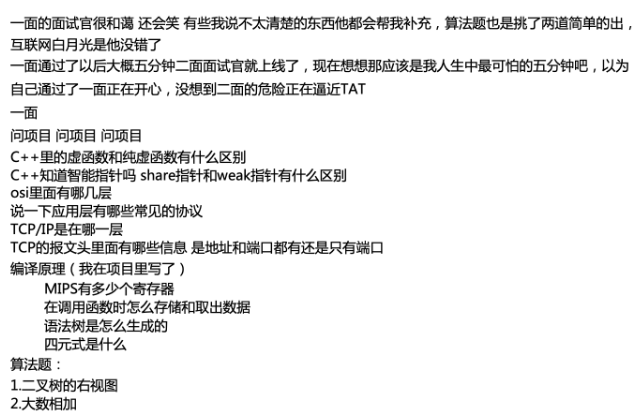 一面的面试官很和蔼 还会笑 有些我说不太清楚的东西他都会帮我补充，算法题也是挑了两道简单的出，
互联网白月光是他没错了
一面通过了以后大概五分钟二面面试官就上线了，现在想想那应该是我人生中最可怕的五分钟吧，以为
自己通过了一面正在开心，没想到二面的危险正在逼近TAT
一面
问项目 问项目 问项目
C++里的虚函数和纯虚函数有什么区别
C++知道智能指针吗 share指针和weak指针有什么区别
osi里面有哪几层
说一下应用层有哪些常见的协议
TCP/IP是在哪一层
TCP的报文头里面有哪些信息 是地址和端口都有还是只有端口
编译原理（我在项目里写了）
MIPS有多少个寄存器
在调用函数时怎么存储和取出数据
语法树是怎么生成的
四元式是什么
算法题：
1.二叉树的右视图
2.大数相加